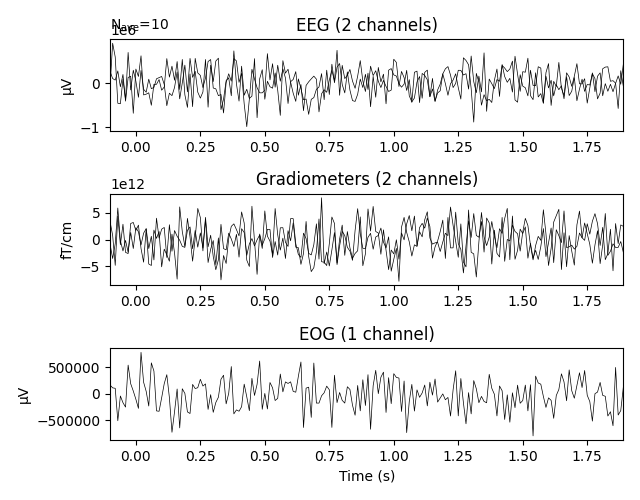 N_ave=10
1e6
EEG (2 channels)
μV
0
−1
0.00 0.25 0.50 0.75 1.00 1.25 1.50 1.75
5e12
Gradiometers (2 channels)
fT/cm
5
0
−5
0.00 0.25 0.50 0.75 1.00 1.25 1.50 1.75
EOG (1 channel)
μV
500000
0
−500000
0.00 0.25 0.50 0.75 1.00 1.25 1.50 1.75
Time (s)